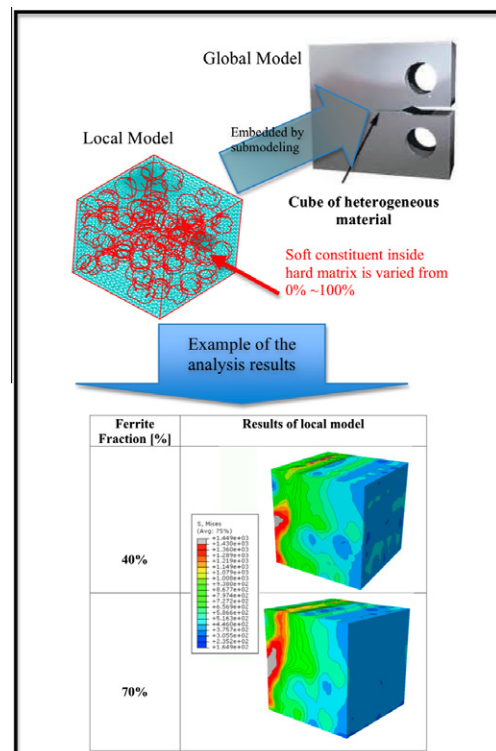 Global Model
Local Model
Embedded by
submodeling
Cube of heterogeneous
material
Soft constituent inside
hard matrix is varied from
0% ~100%
Example of the
analysis results
Ferrite
Fraction [%]
Results of local model
S, Mises
(Avg: 75%)
+1.449e+03
+1.430e+03
+1.360e+03
+1.289e+03
+1.219e+03
+1.149e+03
+1.079e+03
+1.008e+03
+9.380e+02
+8.677e+02
+7.974e+02
+7.272e+02
+6.569e+02
+5.866e+02
+5.163e+02
+4.460e+02
+3.757e+02
+3.055e+02
+2.352e+02
+1.649e+02
40%
70%